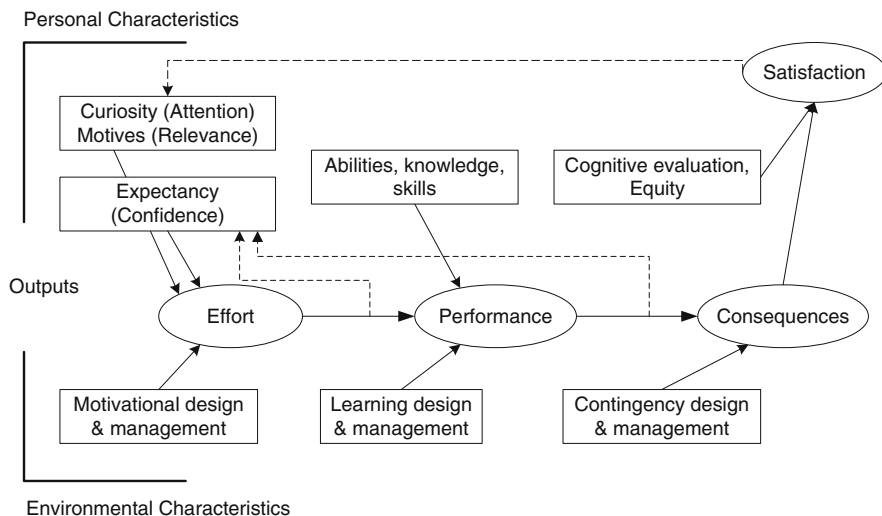 Personal Characteristics
Satisfaction
Curiosity (Attention)
Motives (Relevance)
Abilities, knowledge,
skills
Cognitive evaluation,
Equity
Expectancy
(Confidence)
Outputs
Effort
Performance
Consequences
Motivational design
& management
Learning design
& management
Contingency design
& management
Environmental Characteristics